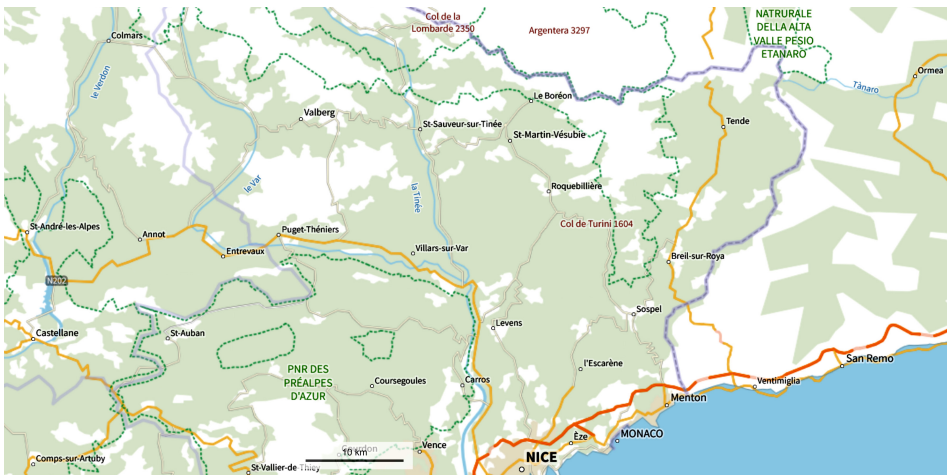 Col de la
Lombarde 2350
Argentera 3297
NATRURALE
DELLA ALTA
VALLE PESIO
ETANARO
Colmars
Ormea
le Verdon
Tànaro
Le Boréon
Valberg
St-Sauveur-sur-Tinée
St-Martin-Vésubie
Tende
le Var
la Tinée
Roquebillière
St-André-les-Alpes
Annot
Puget-Théniers
Col de Turini 1604
Entrevaux
Villars-sur-Var
Breil-sur-Roya
N202
Castellane
St-Auban
Levens
Sospel
PNR DES
PRÉALPES
D'AZUR
Coursegoules
Carros
l'Escarène
San Remo
Ventimiglia
Menton
Èze
MONACO
Gourdon
Vence
10 km
Comps-sur-Artuby
St-Vallier-de Thiey
NICE